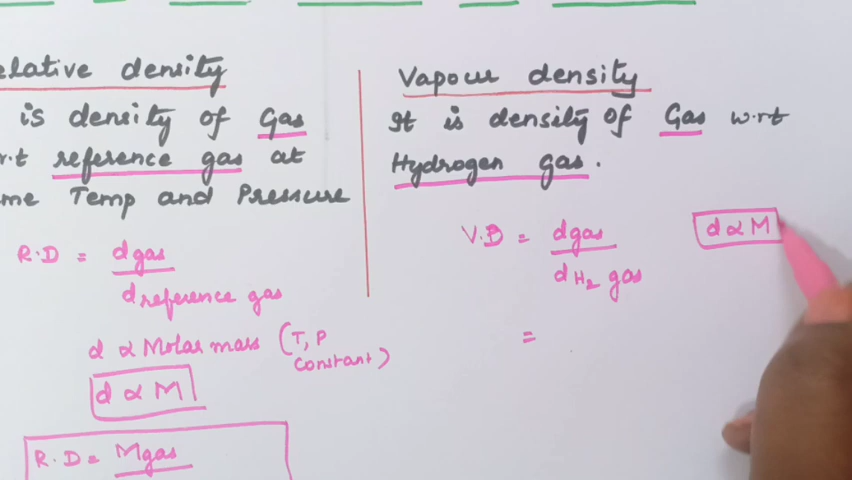 elative density
is density of Gas
r.t reference gas at
me Temp and Pressure
R.D = dgas
dreference gas
d ∝ Molar mass (T, P
constant)
d ∝ M
R.D = Mgas
Vapour density
It is density of Gas w.r.t
Hydrogen gas.
V.D = dgas
dH₂ gas
d ∝ M
=